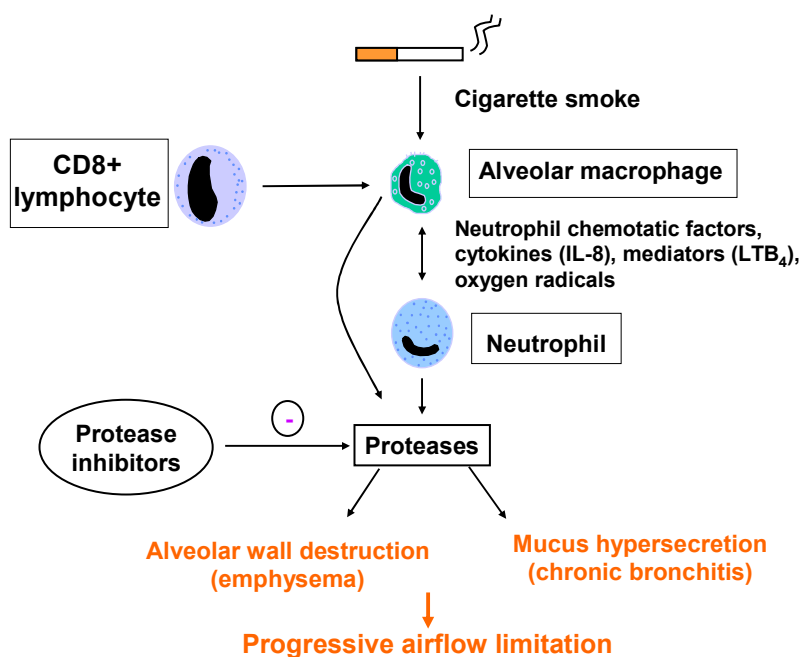 Cigarette smoke
CD8+
lymphocyte
Alveolar macrophage
Neutrophil chemotatic factors,
cytokines (IL-8), mediators (LTB₄),
oxygen radicals
Neutrophil
Protease
inhibitors
-
Proteases
Alveolar wall destruction
(emphysema)
Mucus hypersecretion
(chronic bronchitis)
Progressive airflow limitation